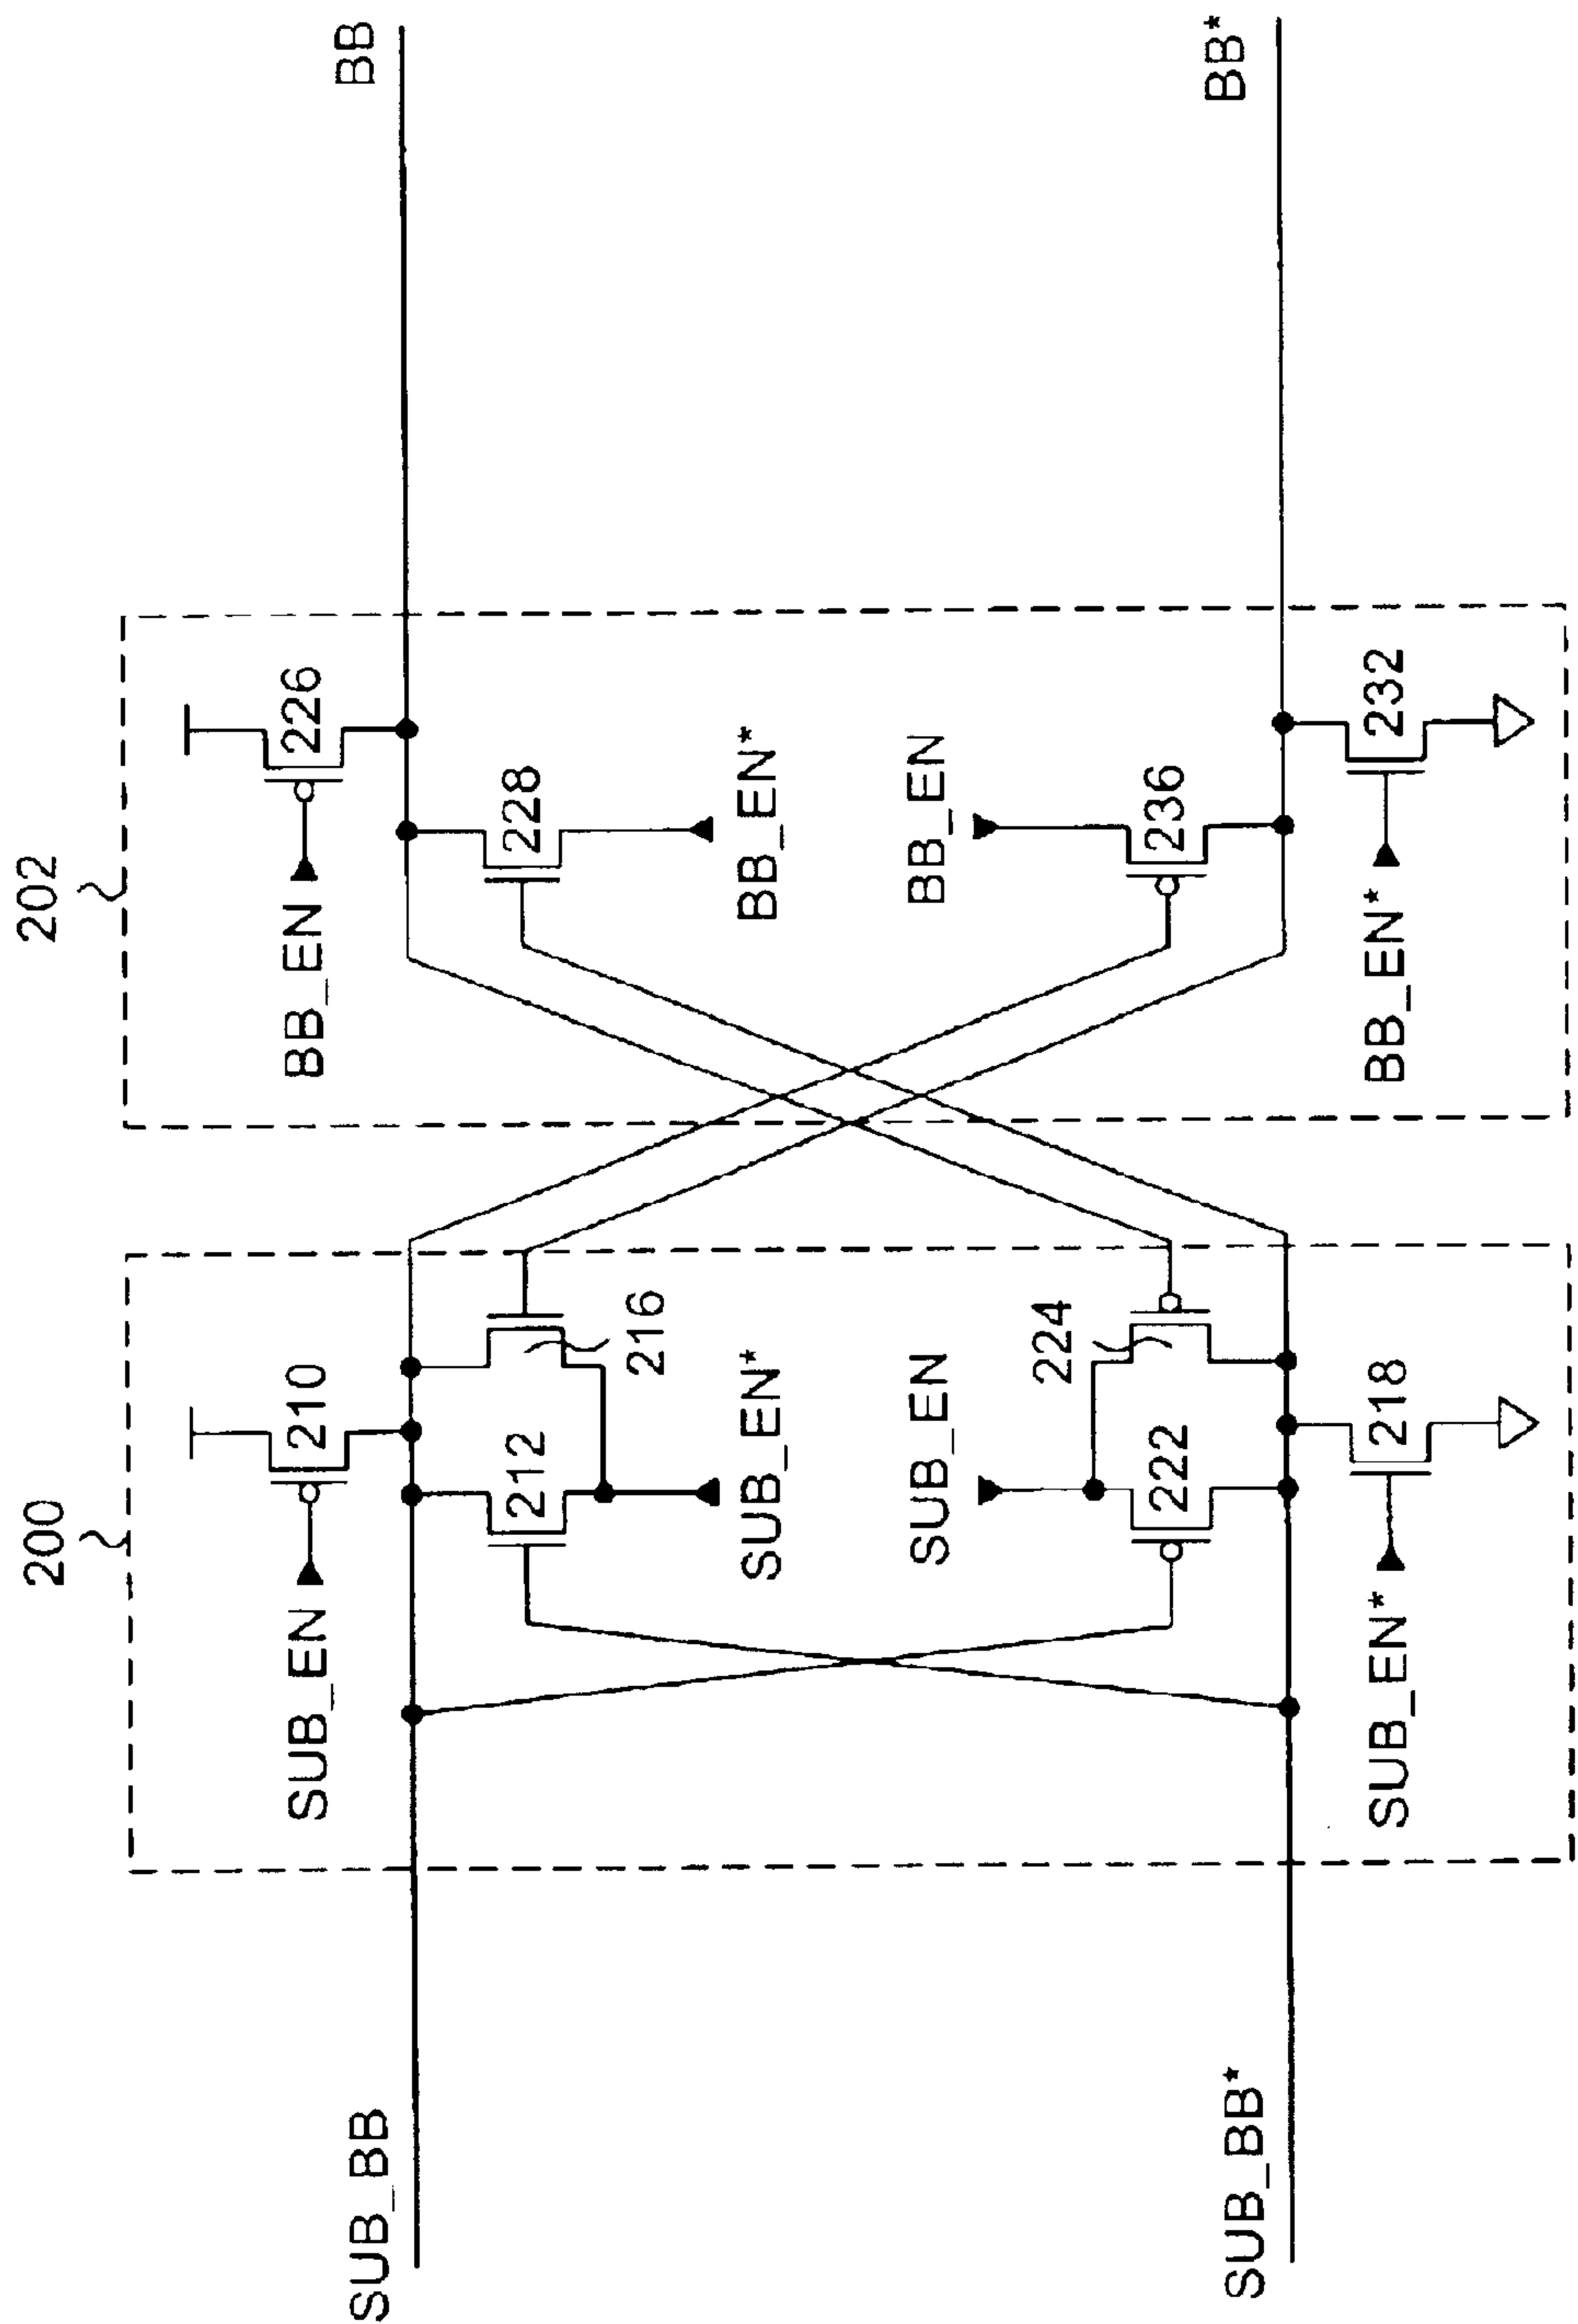 200
202
SUB_EN
210
BB_EN
226
SUB_BB
BB
212
228
216
SUB_EN*
BB_EN*
SUB_EN
BB_EN
224
222
236
SUB_BB*
BB*
SUB_EN*
218
BB_EN*
232